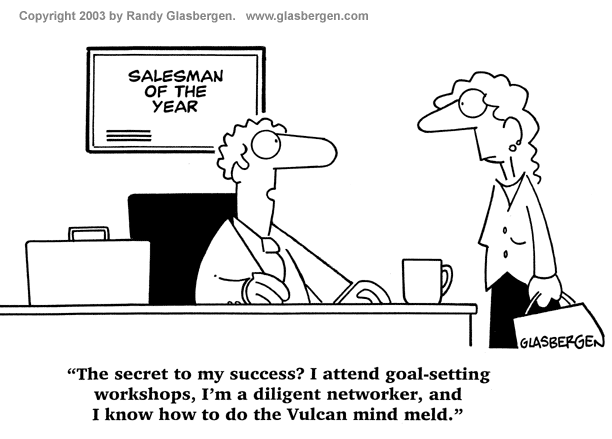 Copyright 2003 by Randy Glasbergen. www.glasbergen.com
SALESMAN
OF THE
YEAR
GLASBERGEN
“The secret to my success? I attend goal-setting
workshops, I’m a diligent networker, and
I know how to do the Vulcan mind meld.”